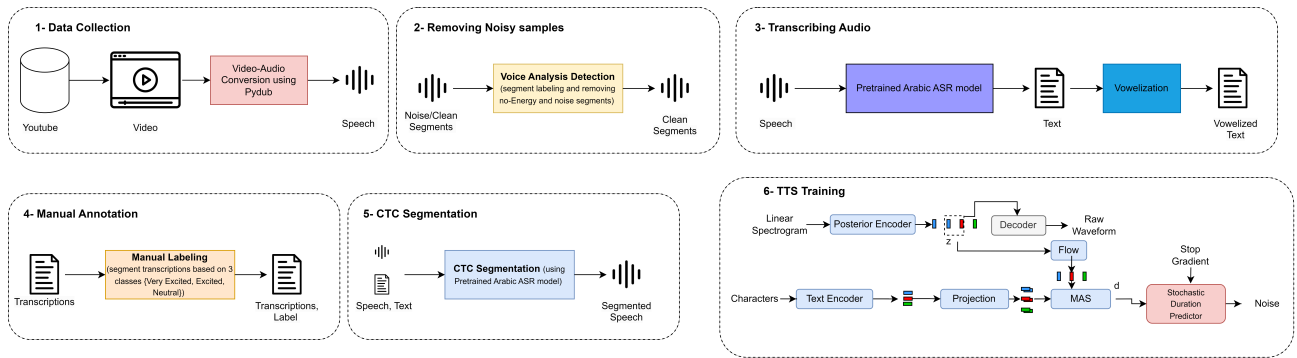 1- Data Collection
Video-Audio
Conversion using
Pydub
Youtube
Video
Speech
2- Removing Noisy samples
Voice Analysis Detection
(segment labeling and removing
no-Energy and noise segments)
Noise/Clean
Segments
Clean
Segments
3- Transcribing Audio
Pretrained Arabic ASR model
Vowelization
Speech
Text
Vowelized
Text
4- Manual Annotation
Manual Labeling
(segment transcriptions based on 3
classes {Very Excited, Excited,
Neutral})
Transcriptions
Transcriptions,
Label
5- CTC Segmentation
CTC Segmentation (using
Pretrained Arabic ASR model)
Speech, Text
Segmented
Speech
6- TTS Training
Linear
Spectrogram
Posterior Encoder
z
Decoder
Raw
Waveform
Flow
Stop
Gradient
Characters
Text Encoder
Projection
MAS
d
Stochastic
Duration
Predictor
Noise